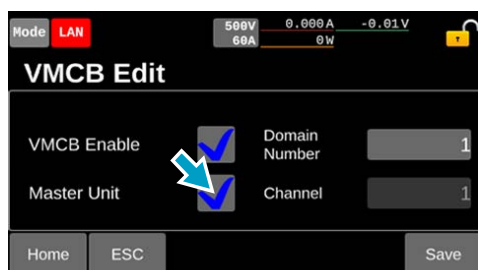 Mode LAN 500V 0.000A -0.01V
60A 0W
VMCB Edit
VMCB Enable Domain Number 1
Master Unit Channel 1
Home ESC Save